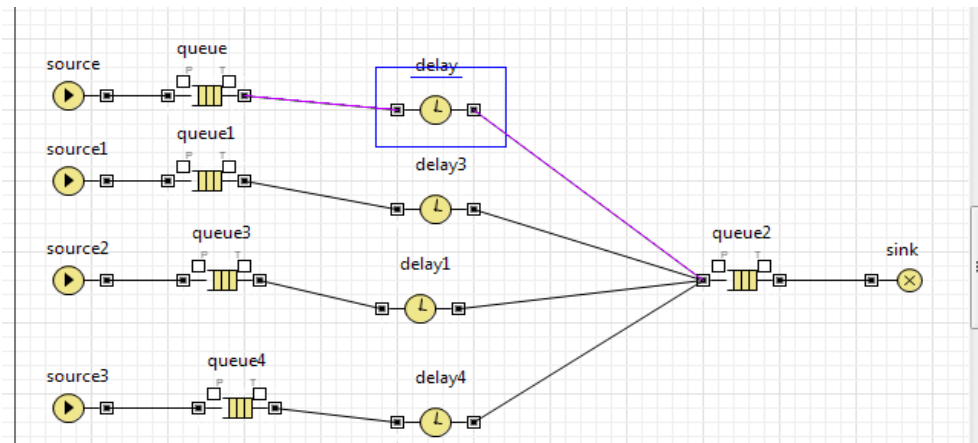 source
queue
P T
delay
source1
queue1
P T
delay3
source2
queue3
P T
delay1
queue2
P T
sink
source3
queue4
P T
delay4